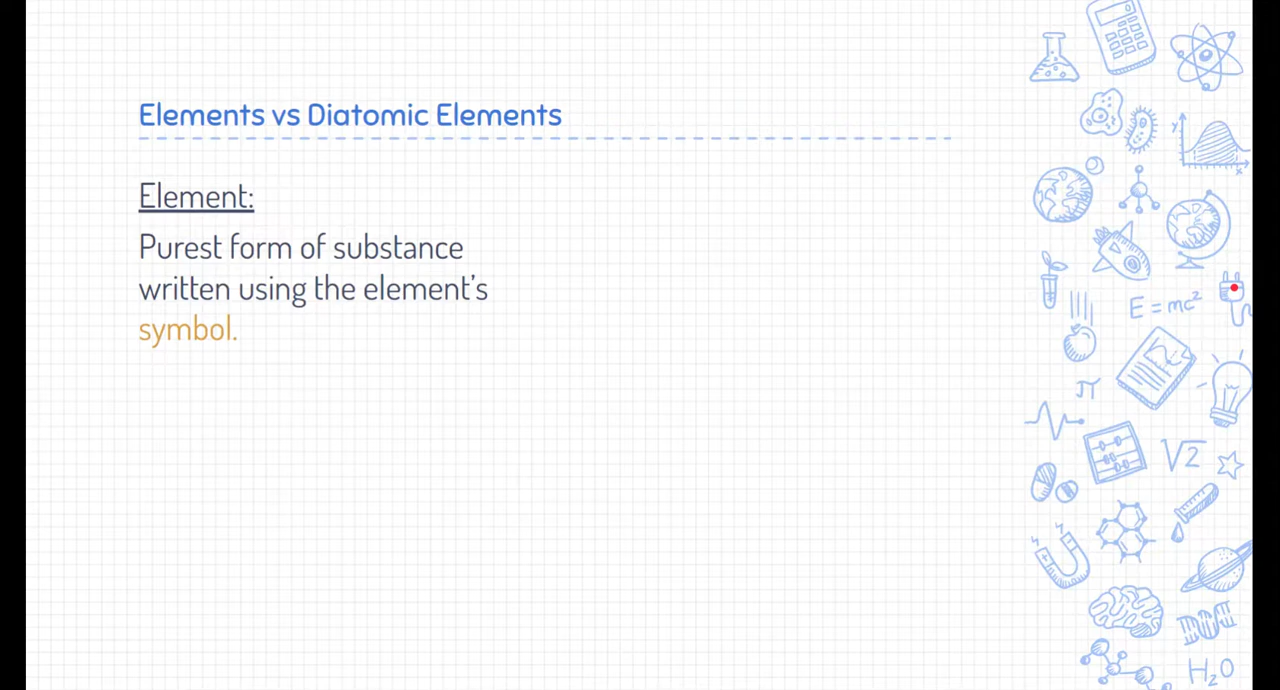 Elements vs Diatomic Elements
Element:
Purest form of substance
written using the element's
symbol.
y
x
E = mc²
π
√2
H₂O